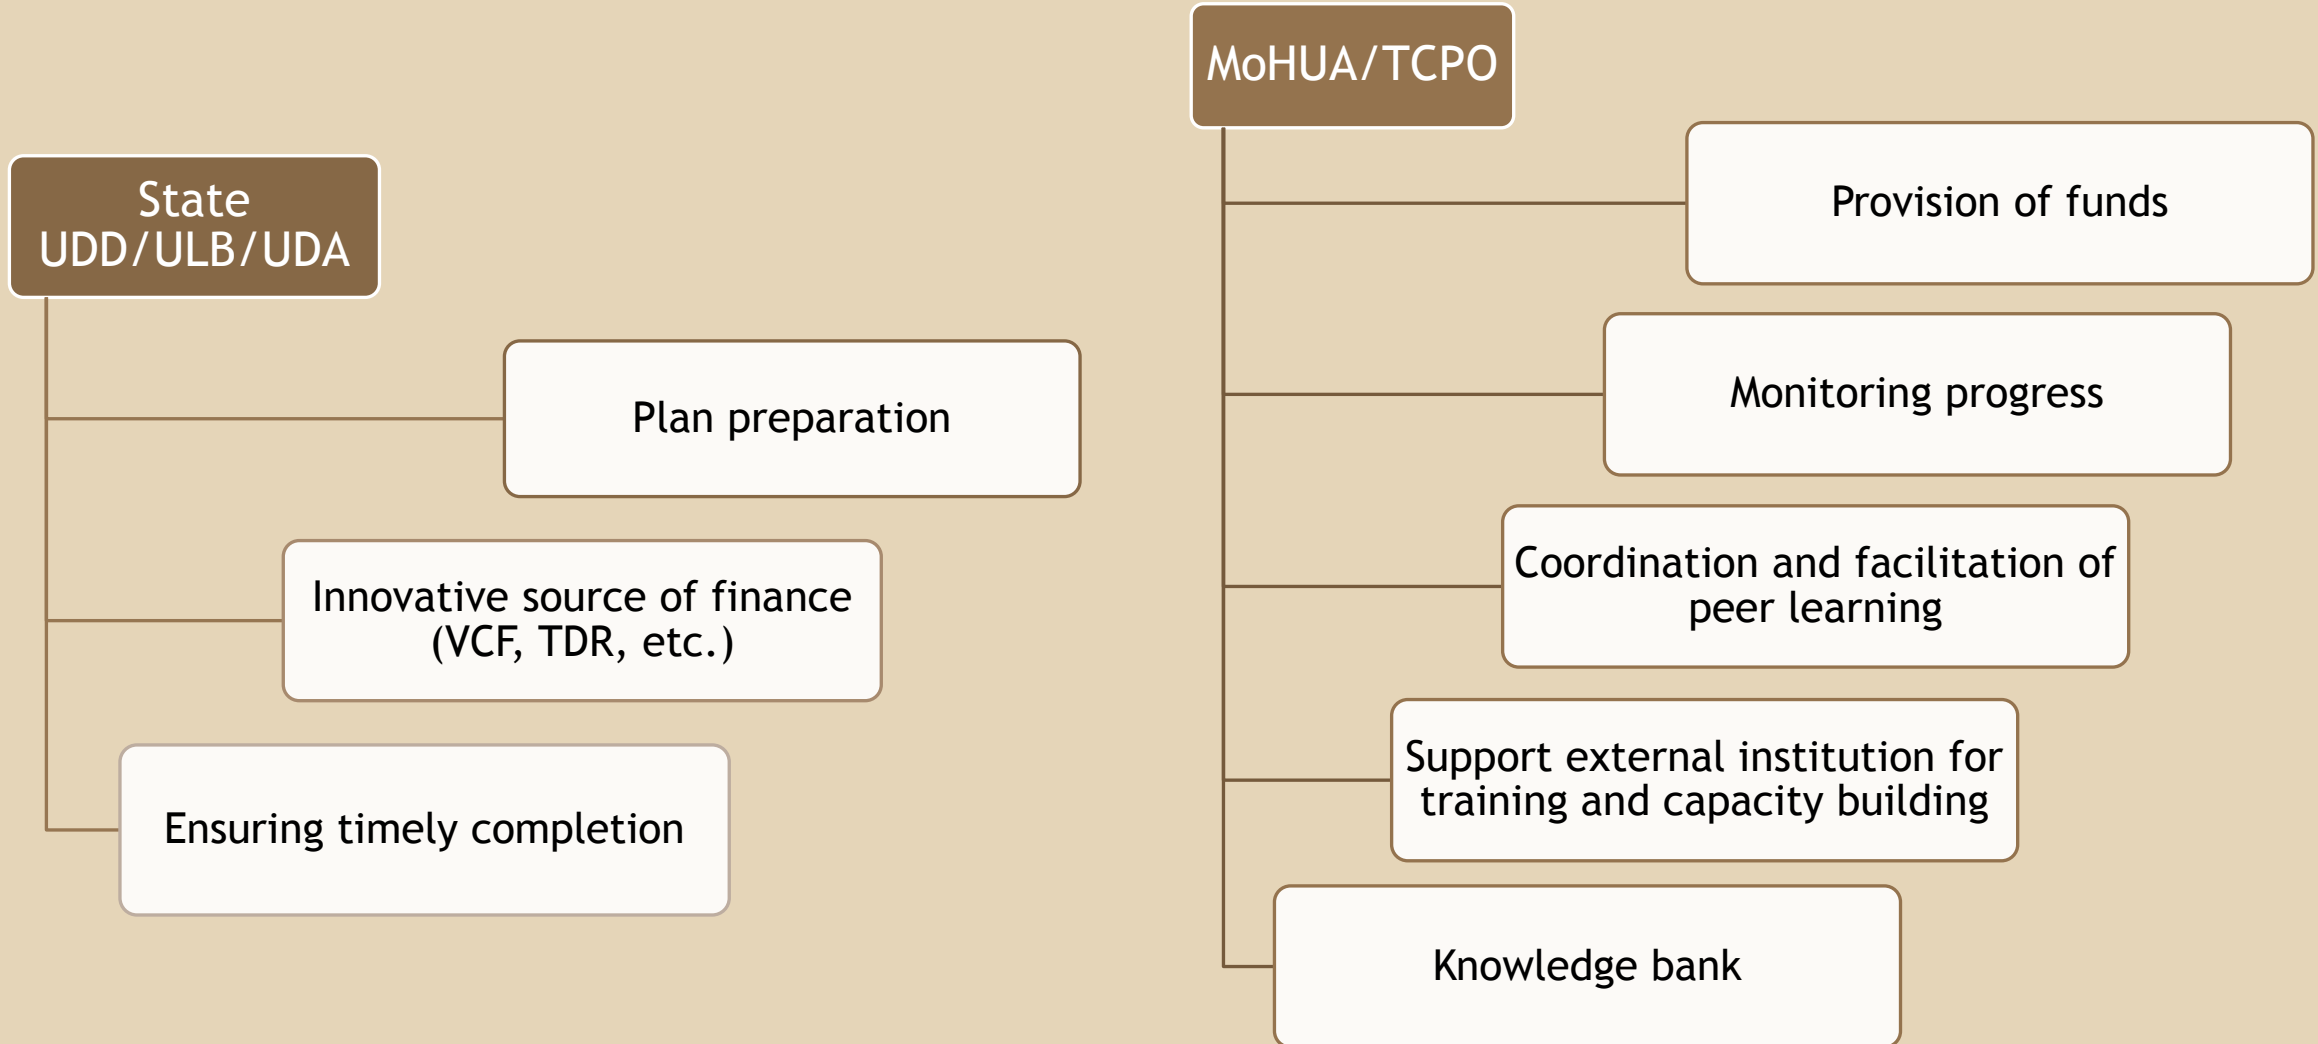 State
UDD/ULB/UDA
Plan preparation
Innovative source of finance
(VCF, TDR, etc.)
Ensuring timely completion
MoHUA/TCPO
Provision of funds
Monitoring progress
Coordination and facilitation of
peer learning
Support external institution for
training and capacity building
Knowledge bank